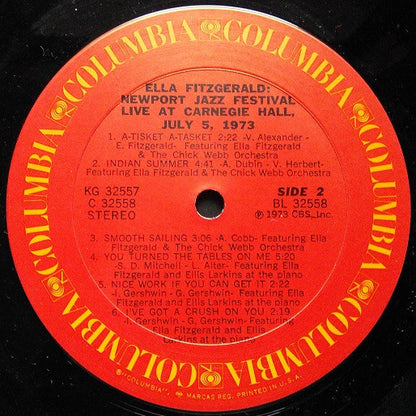 COLUMBIA COLUMBIA COLUMBIA COLUMBIA COLUMBIA COLUMBIA
ELLA FITZGERALD:
NEWPORT JAZZ FESTIVAL
LIVE AT CARNEGIE HALL,
JULY 5, 1973
1. A-TISKET A-TASKET 2:22 -V. Alexander-
E. Fitzgerald- Featuring Ella Fitzgerald
& The Chick Webb Orchestra
2. INDIAN SUMMER 4:41 -A. Dubin- V. Herbert-
Featuring Ella Fitzgerald & The Chick Webb Orchestra
KG 32557
C 32558
STEREO
SIDE 2
BL 32558
℗ 1973 CBS, Inc.
3. SMOOTH SAILING 3:06 -A. Cobb-Featuring Ella
Fitzgerald & The Chick Webb Orchestra
4. YOU TURNED THE TABLES ON ME 5:20
-S. D. Mitchell- L. Alter- Featuring Ella
Fitzgerald and Ellis Larkins at the piano
5. NICE WORK IF YOU CAN GET IT 2:22
-I. Gershwin - G. Gershwin-Featuring Ella
Fitzgerald and Ellis Larkins at the piano
6. I'VE GOT A CRUSH ON YOU 2:19
-I. Gershwin -G. Gershwin- Featuring
Ella Fitzgerald and Ellis
Larkins at the piano
®"COLUMBIA" MARCAS REG. PRINTED IN U.S.A.